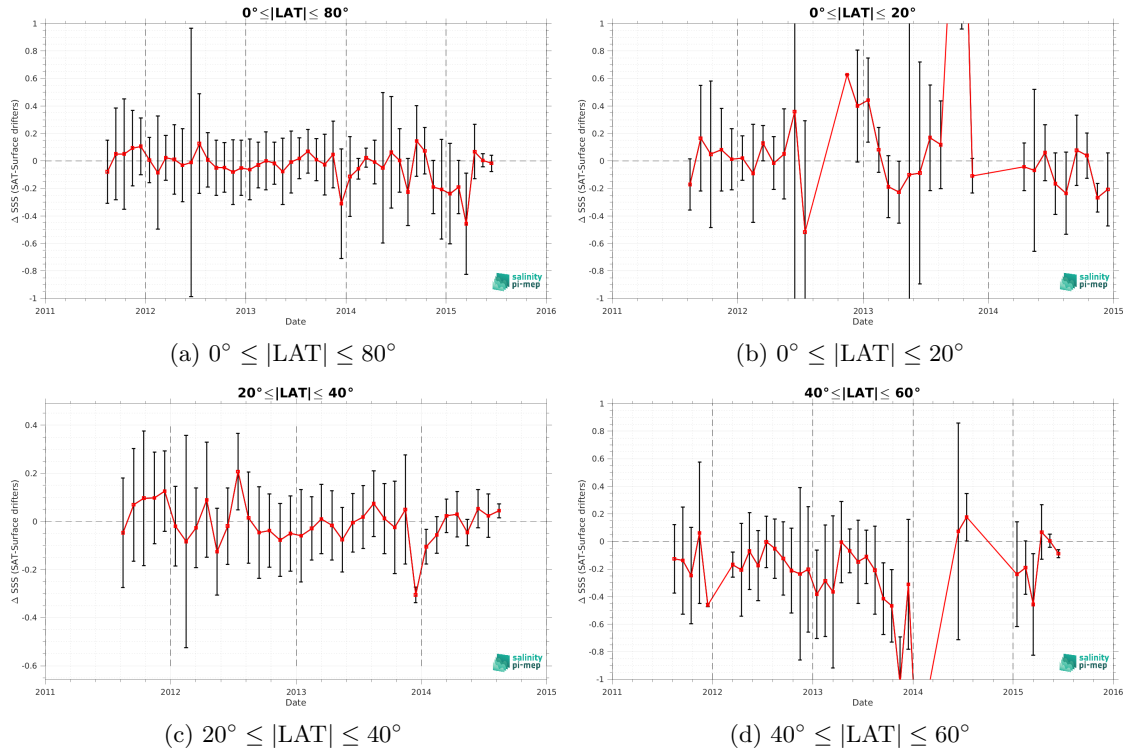 0°≤|LAT|≤ 80°
1
0.8
0.6
0.4
0.2
0
-0.2
-0.4
-0.6
-0.8
-1
Δ SSS (SAT-Surface drifters)
2011 2012 2013 2014 2015 2016
Date
salinity
pi-mep
(a) 0° ≤ |LAT| ≤ 80°
0°≤|LAT|≤ 20°
1
0.8
0.6
0.4
0.2
0
-0.2
-0.4
-0.6
-0.8
-1
Δ SSS (SAT-Surface drifters)
2011 2012 2013 2014 2015
Date
salinity
pi-mep
(b) 0° ≤ |LAT| ≤ 20°
20°≤|LAT|≤ 40°
0.4
0.2
0
-0.2
-0.4
-0.6
Δ SSS (SAT-Surface drifters)
2011 2012 2013 2014 2015
Date
salinity
pi-mep
(c) 20° ≤ |LAT| ≤ 40°
40°≤|LAT|≤ 60°
1
0.8
0.6
0.4
0.2
0
-0.2
-0.4
-0.6
-0.8
-1
Δ SSS (SAT-Surface drifters)
2011 2012 2013 2014 2015 2016
Date
salinity
pi-mep
(d) 40° ≤ |LAT| ≤ 60°